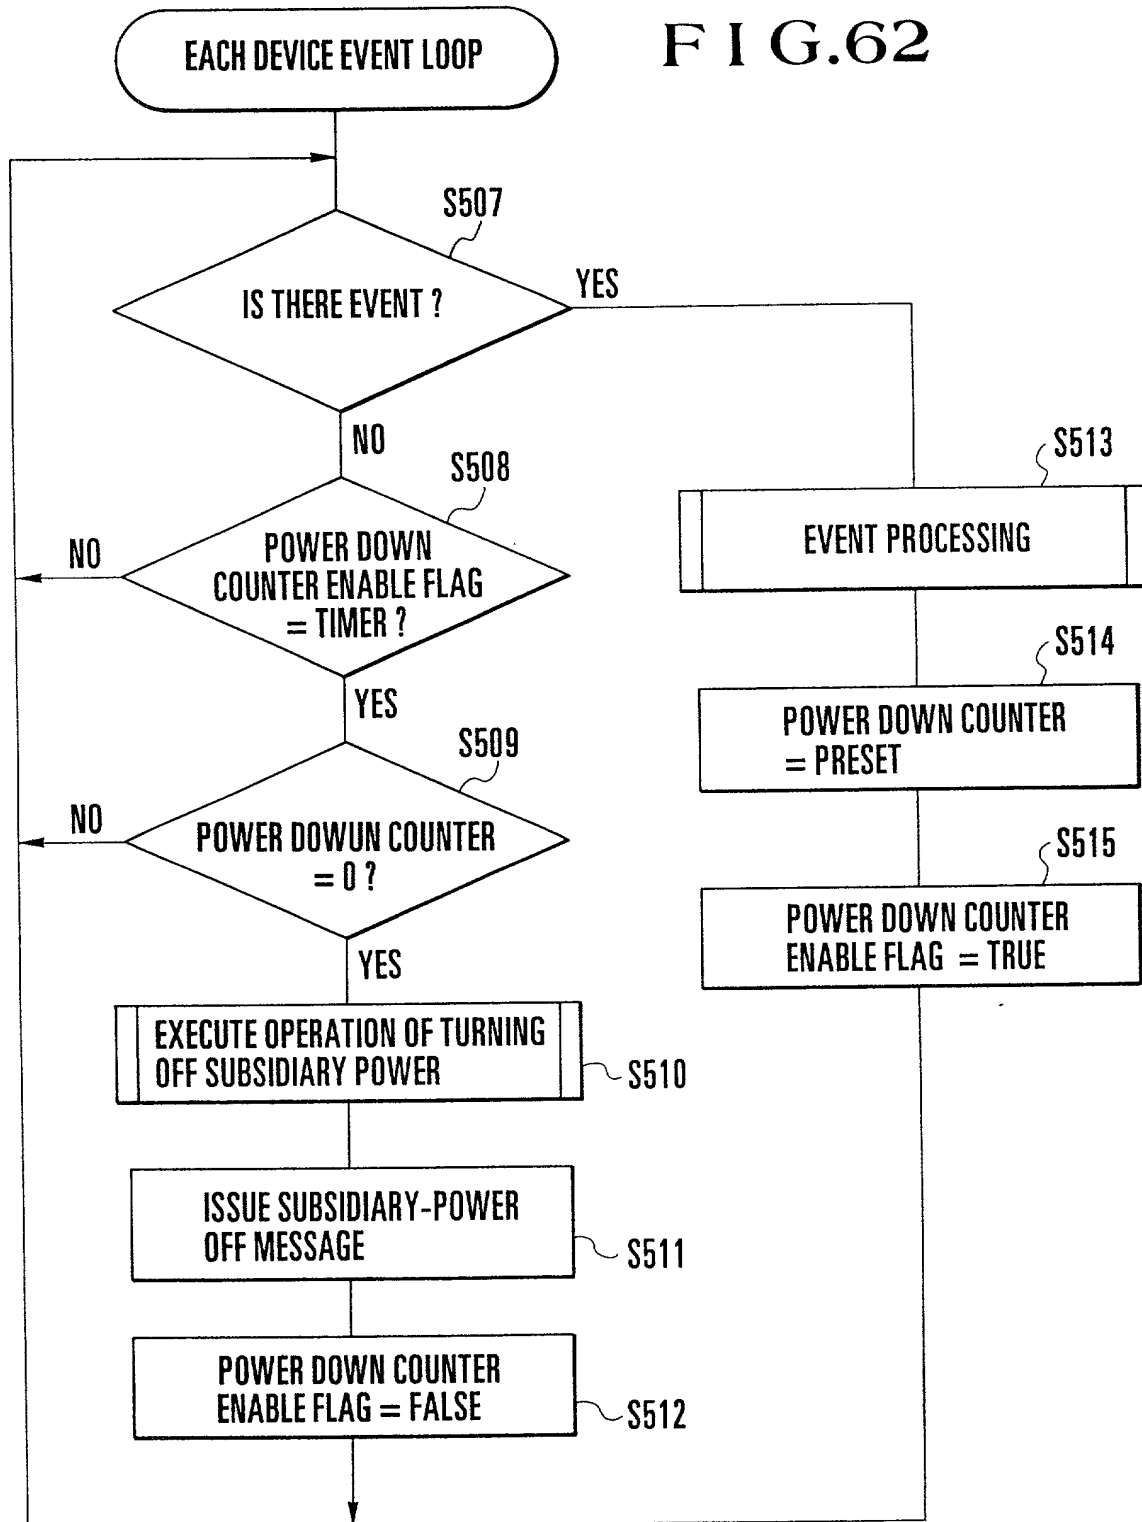 EACH DEVICE EVENT LOOP
F I G.62
S507
IS THERE EVENT ?
YES
NO
S508
POWER DOWN
COUNTER ENABLE FLAG
= TIMER ?
NO
YES
S509
POWER DOWUN COUNTER
= 0 ?
NO
YES
EXECUTE OPERATION OF TURNING
OFF SUBSIDIARY POWER
S510
ISSUE SUBSIDIARY-POWER
OFF MESSAGE
S511
POWER DOWN COUNTER
ENABLE FLAG = FALSE
S512
S513
EVENT PROCESSING
S514
POWER DOWN COUNTER
= PRESET
S515
POWER DOWN COUNTER
ENABLE FLAG = TRUE